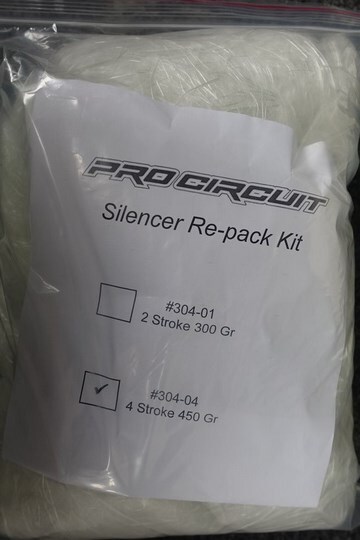 PRO CIRCUIT
Silencer Re-pack Kit
#304-01
2 Stroke 300 Gr
✓
#304-04
4 Stroke 450 Gr